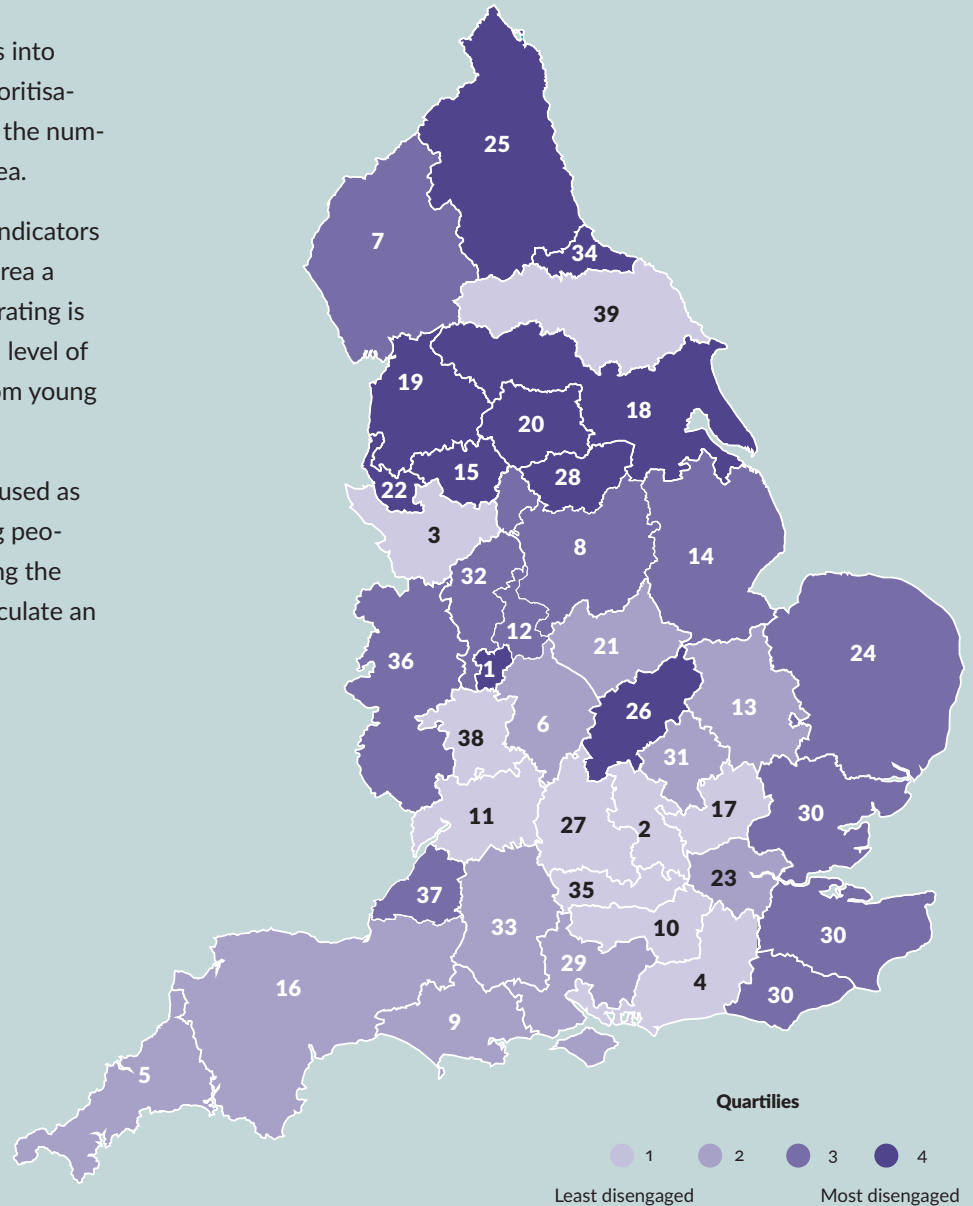 s into
oritisa-
the num-
ea.
ndicators
rea a
rating is
level of
om young
used as
g peo-
ng the
culate an
25
7
34
39
19
18
20
15
28
22
3
8
14
32
12
21
24
36
1
26
13
6
38
31
17
30
11
27
2
23
35
37
10
33
30
29
4
16
30
9
5
Quartilies
1 2 3 4
Least disengaged Most disengaged